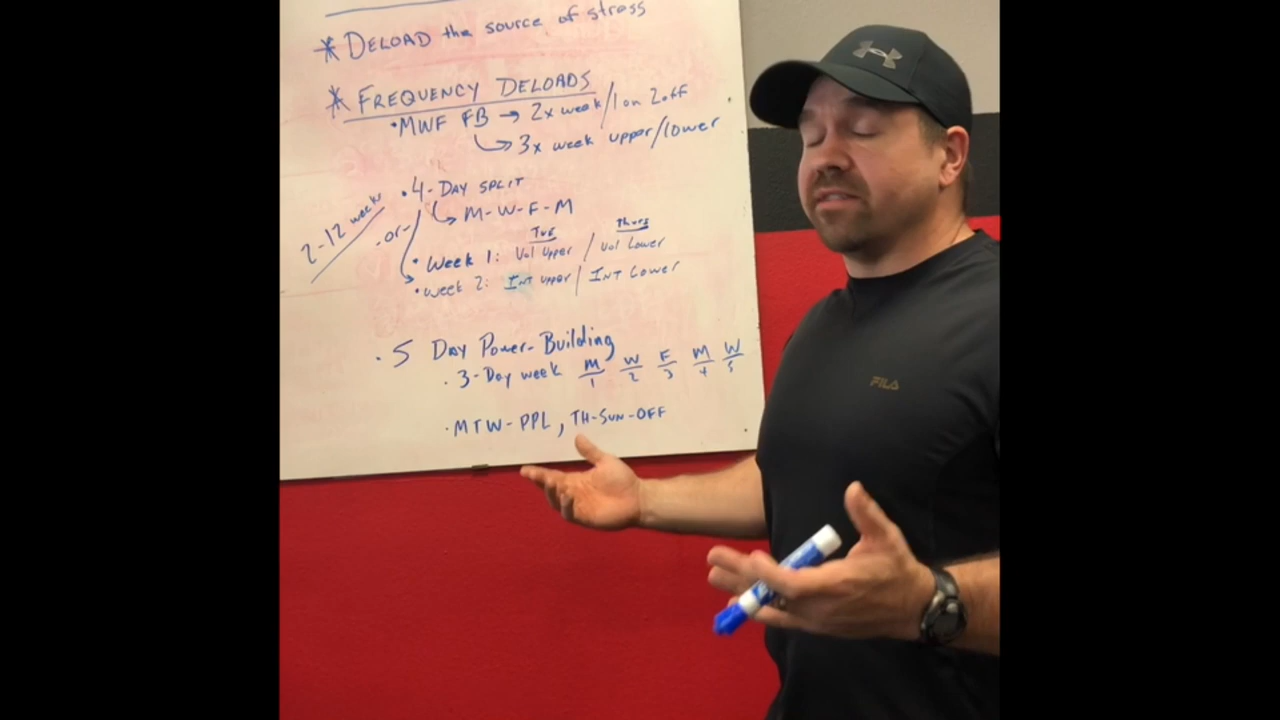 * DELOAD the source of stress
* FREQUENCY DELOADS
• MWF FB → 2x week/1 on 2 off
→ 3x week upper/lower
2-12 week
• 4-DAY SPLIT
→ M-W-F-M
-or-
Tue Thurs
• Week 1: Vol Upper / Vol Lower
• Week 2: INT Upper / INT Lower
• 5 Day Power-Building
• 3-Day week M W F M W
1 2 3 4 5
• MTW-PPL, TH-SUN-OFF
FILA